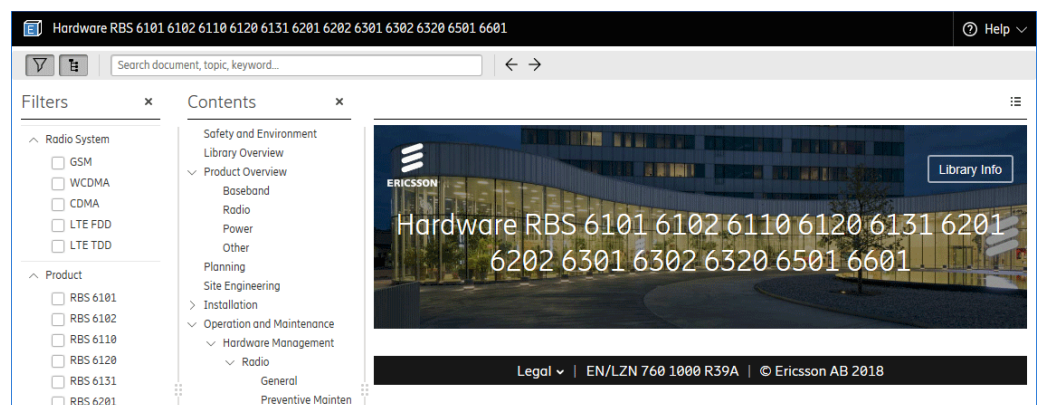 Hardware RBS 6101 6102 6110 6120 6131 6201 6202 6301 6302 6320 6501 6601
Help
Search document, topic, keyword...
Filters
Radio System
GSM
WCDMA
CDMA
LTE FDD
LTE TDD
Product
RBS 6101
RBS 6102
RBS 6110
RBS 6120
RBS 6131
RBS 6201
Contents
Safety and Environment
Library Overview
Product Overview
Baseband
Radio
Power
Other
Planning
Site Engineering
Installation
Operation and Maintenance
Hardware Management
Radio
General
Preventive Mainten
ERICSSON
Library Info
Hardware RBS 6101 6102 6110 6120 6131 6201
6202 6301 6302 6320 6501 6601
Legal | EN/LZN 760 1000 R39A | © Ericsson AB 2018